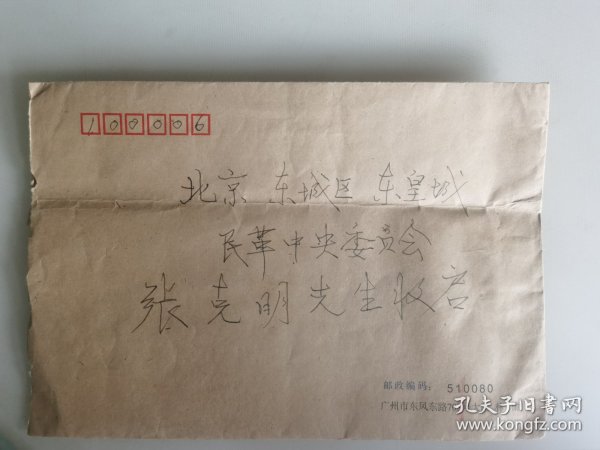 100006
北京 东城区 东皇城
民革中央委员会
张克明先生收启
邮政编码: 510080
广州市东风东路7
孔夫子旧书网
www.kongfz.com